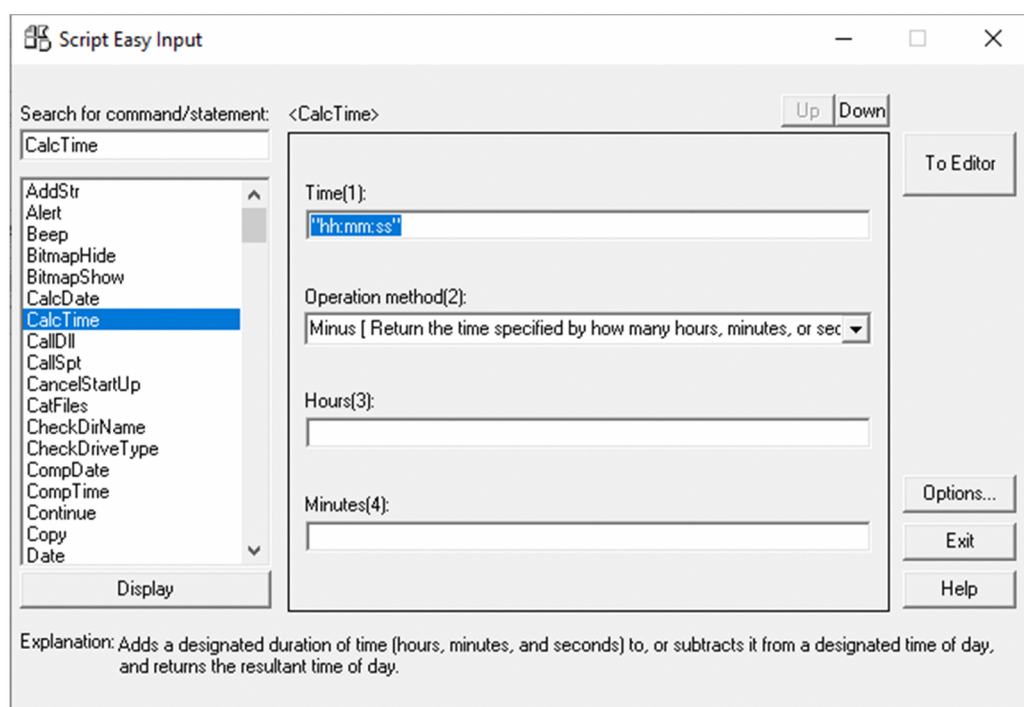 Script Easy Input
Search for command/statement:
CalcTime
AddStr
Alert
Beep
BitmapHide
BitmapShow
CalcDate
CalcTime
CallDll
CallSpt
CancelStartUp
CatFiles
CheckDirName
CheckDriveType
CompDate
CompTime
Continue
Copy
Date
Display
<CalcTime>
Up
Down
Time(1):
"hh:mm:ss"
Operation method(2):
Minus [ Return the time specified by how many hours, minutes, or sec
Hours(3):
Minutes(4):
To Editor
Options...
Exit
Help
Explanation: Adds a designated duration of time (hours, minutes, and seconds) to, or subtracts it from a designated time of day,
and returns the resultant time of day.